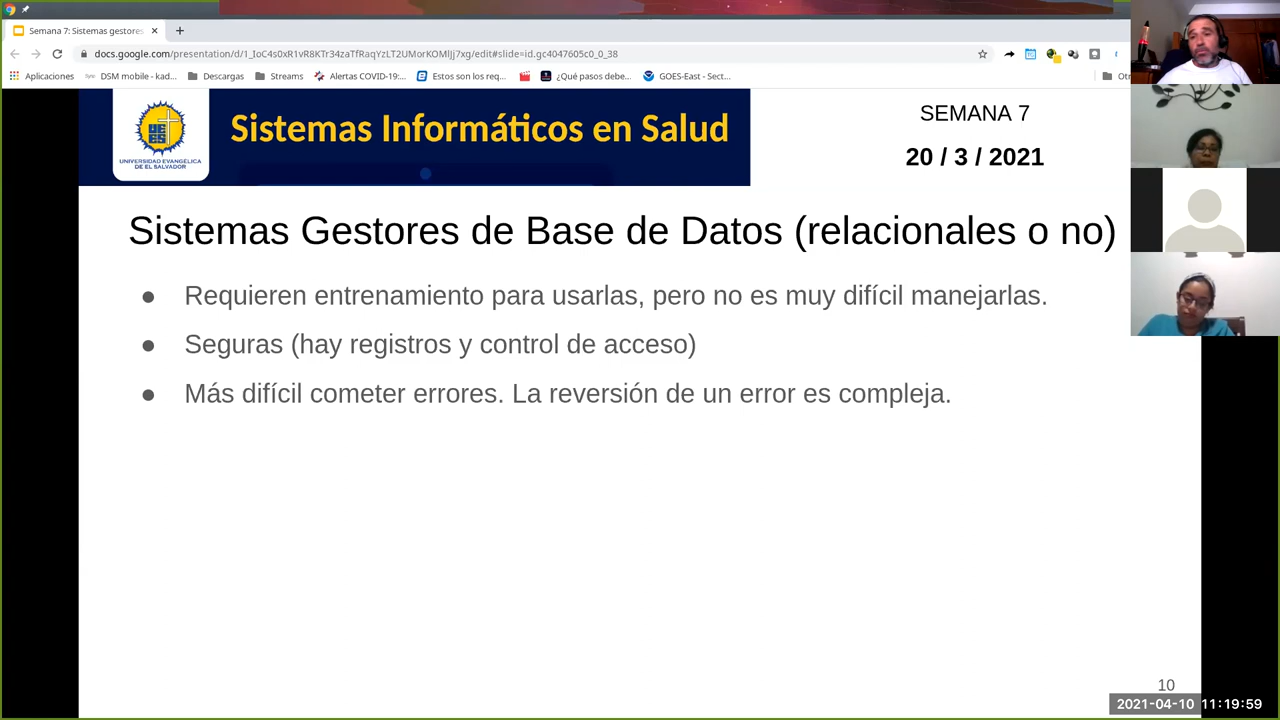 Semana 7: Sistemas gestores
docs.google.com/presentation/d/1_IoC4s0xR1vR8KTr34zaTfRaqYzLT2UMorKOMlJj7xg/edit#slide=id.gc4047605c0_0_38
Aplicaciones DSM mobile - kad... Descargas Streams Alertas COVID-19:... Estos son los req... ¿Qué pasos debe... GOES-East - Sect... Otr
Sistemas Informáticos en Salud
UNIVERSIDAD EVANGÉLICA
DE EL SALVADOR
SEMANA 7
20 / 3 / 2021
Sistemas Gestores de Base de Datos (relacionales o no)
● Requieren entrenamiento para usarlas, pero no es muy difícil manejarlas.
● Seguras (hay registros y control de acceso)
● Más difícil cometer errores. La reversión de un error es compleja.
10
2021-04-10 11:19:59